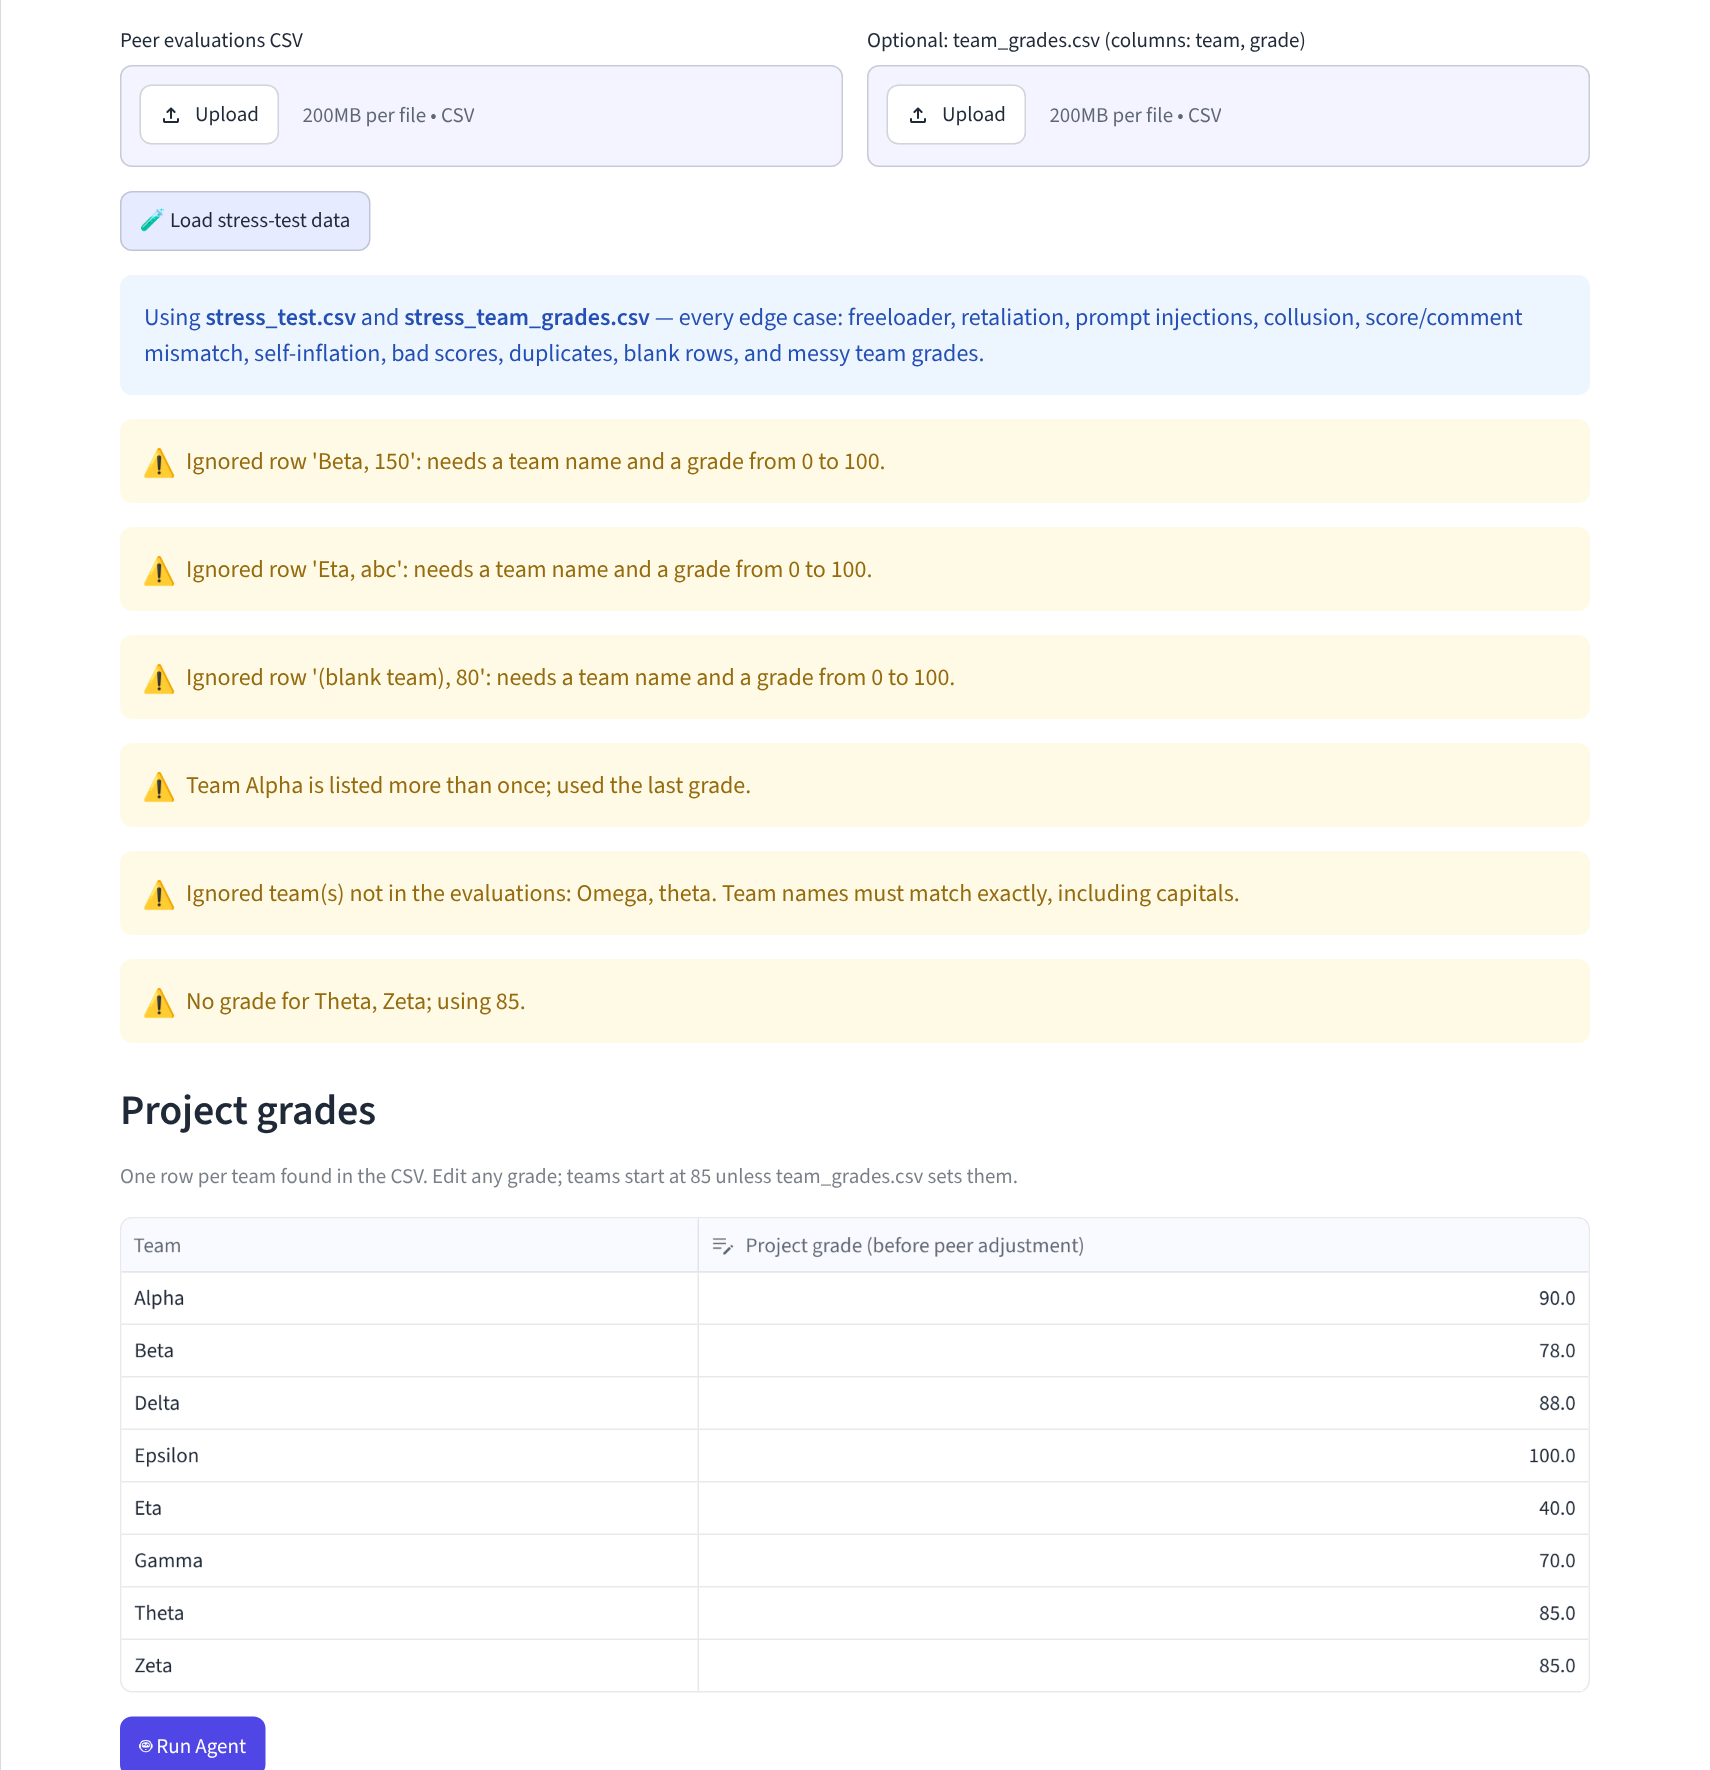 Peer evaluations CSV
Optional: team_grades.csv (columns: team, grade)
Upload
200MB per file • CSV
Upload
200MB per file • CSV
Load stress-test data
Using stress_test.csv and stress_team_grades.csv — every edge case: freeloader, retaliation, prompt injections, collusion, score/comment
mismatch, self-inflation, bad scores, duplicates, blank rows, and messy team grades.
Ignored row 'Beta, 150': needs a team name and a grade from 0 to 100.
Ignored row 'Eta, abc': needs a team name and a grade from 0 to 100.
Ignored row '(blank team), 80': needs a team name and a grade from 0 to 100.
Team Alpha is listed more than once; used the last grade.
Ignored team(s) not in the evaluations: Omega, theta. Team names must match exactly, including capitals.
No grade for Theta, Zeta; using 85.
Project grades
One row per team found in the CSV. Edit any grade; teams start at 85 unless team_grades.csv sets them.
Team Project grade (before peer adjustment)
Alpha 90.0
Beta 78.0
Delta 88.0
Epsilon 100.0
Eta 40.0
Gamma 70.0
Theta 85.0
Zeta 85.0
Run Agent